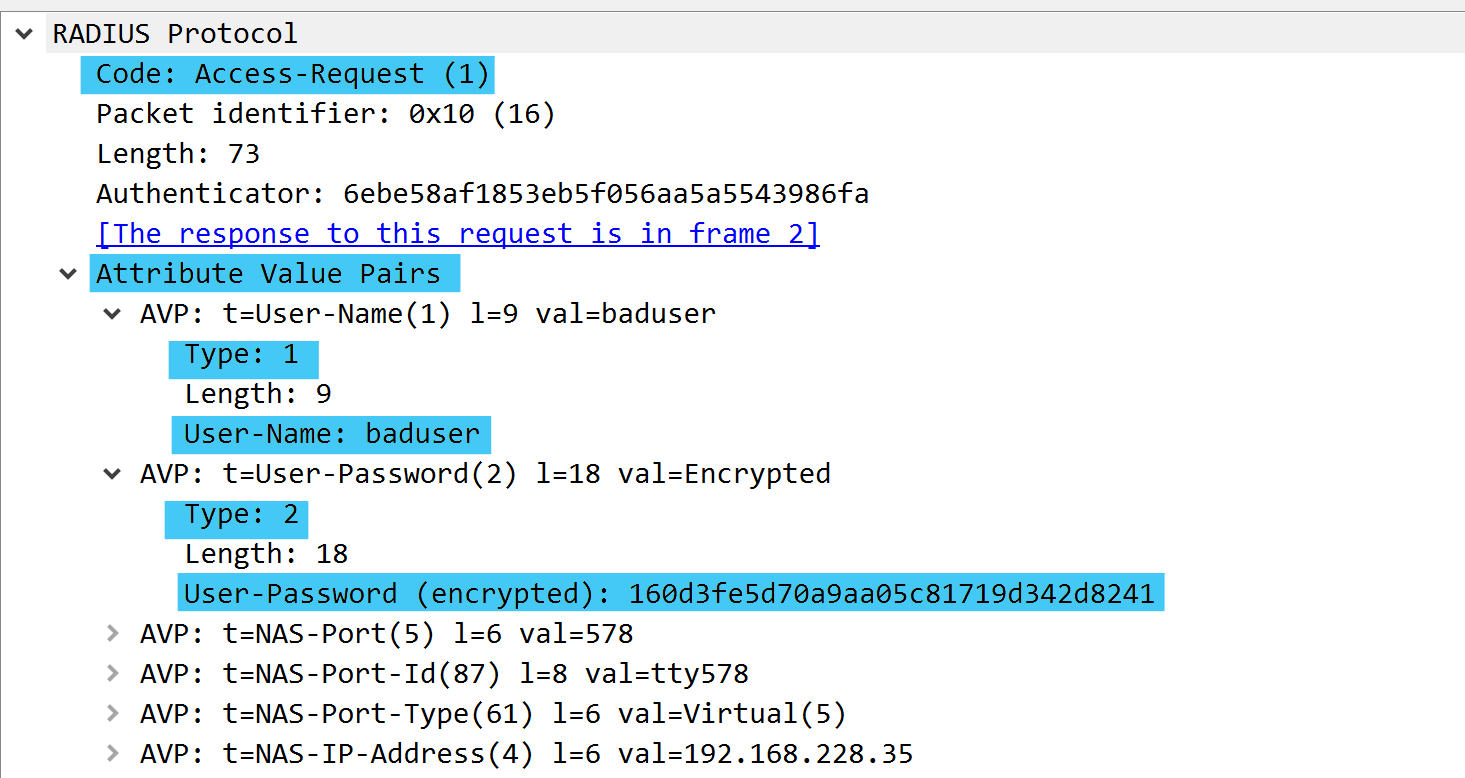 RADIUS Protocol
Code: Access-Request (1)
Packet identifier: 0x10 (16)
Length: 73
Authenticator: 6ebe58af1853eb5f056aa5a5543986fa
[The response to this request is in frame 2]
Attribute Value Pairs
AVP: t=User-Name(1) l=9 val=baduser
Type: 1
Length: 9
User-Name: baduser
AVP: t=User-Password(2) l=18 val=Encrypted
Type: 2
Length: 18
User-Password (encrypted): 160d3fe5d70a9aa05c81719d342d8241
AVP: t=NAS-Port(5) l=6 val=578
AVP: t=NAS-Port-Id(87) l=8 val=tty578
AVP: t=NAS-Port-Type(61) l=6 val=Virtual(5)
AVP: t=NAS-IP-Address(4) l=6 val=192.168.228.35